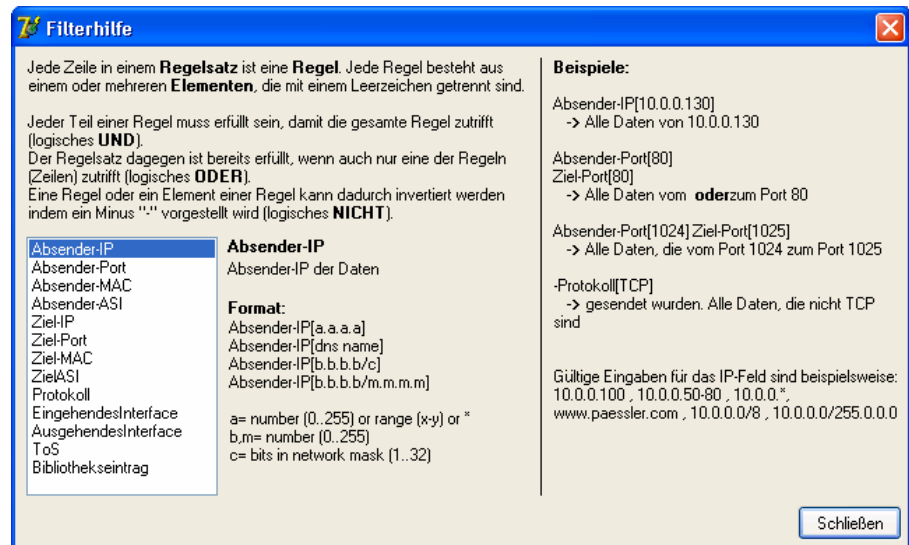 Filterhilfe
Jede Zeile in einem Regelsatz ist eine Regel. Jede Regel besteht aus
einem oder mehreren Elementen, die mit einem Leerzeichen getrennt sind.
Jeder Teil einer Regel muss erfüllt sein, damit die gesamte Regel zutrifft
(logisches UND).
Der Regelsatz dagegen ist bereits erfüllt, wenn auch nur eine der Regeln
(Zeilen) zutrifft (logisches ODER).
Eine Regel oder ein Element einer Regel kann dadurch invertiert werden
indem ein Minus "-" vorgestellt wird (logisches NICHT).
Absender-IP
Absender-Port
Absender-MAC
Absender-ASI
Ziel-IP
Ziel-Port
Ziel-MAC
ZielASI
Protokoll
EingehendesInterface
AusgehendesInterface
ToS
Bibliothekseintrag
Absender-IP
Absender-IP der Daten
Format:
Absender-IP[a.a.a.a]
Absender-IP[dns name]
Absender-IP[b.b.b.b/c]
Absender-IP[b.b.b.b/m.m.m.m]
a= number (0..255) or range (x-y) or *
b,m= number (0..255)
c= bits in network mask (1..32)
Beispiele:
Absender-IP[10.0.0.130]
-> Alle Daten von 10.0.0.130
Absender-Port[80]
Ziel-Port[80]
-> Alle Daten vom oderzum Port 80
Absender-Port[1024] Ziel-Port[1025]
-> Alle Daten, die vom Port 1024 zum Port 1025
-Protokoll[TCP]
-> gesendet wurden. Alle Daten, die nicht TCP
sind
Gültige Eingaben für das IP-Feld sind beispielsweise:
10.0.0.100 , 10.0.0.50-80 , 10.0.0.*,
www.paessler.com , 10.0.0.0/8 , 10.0.0.0/255.0.0.0
Schließen